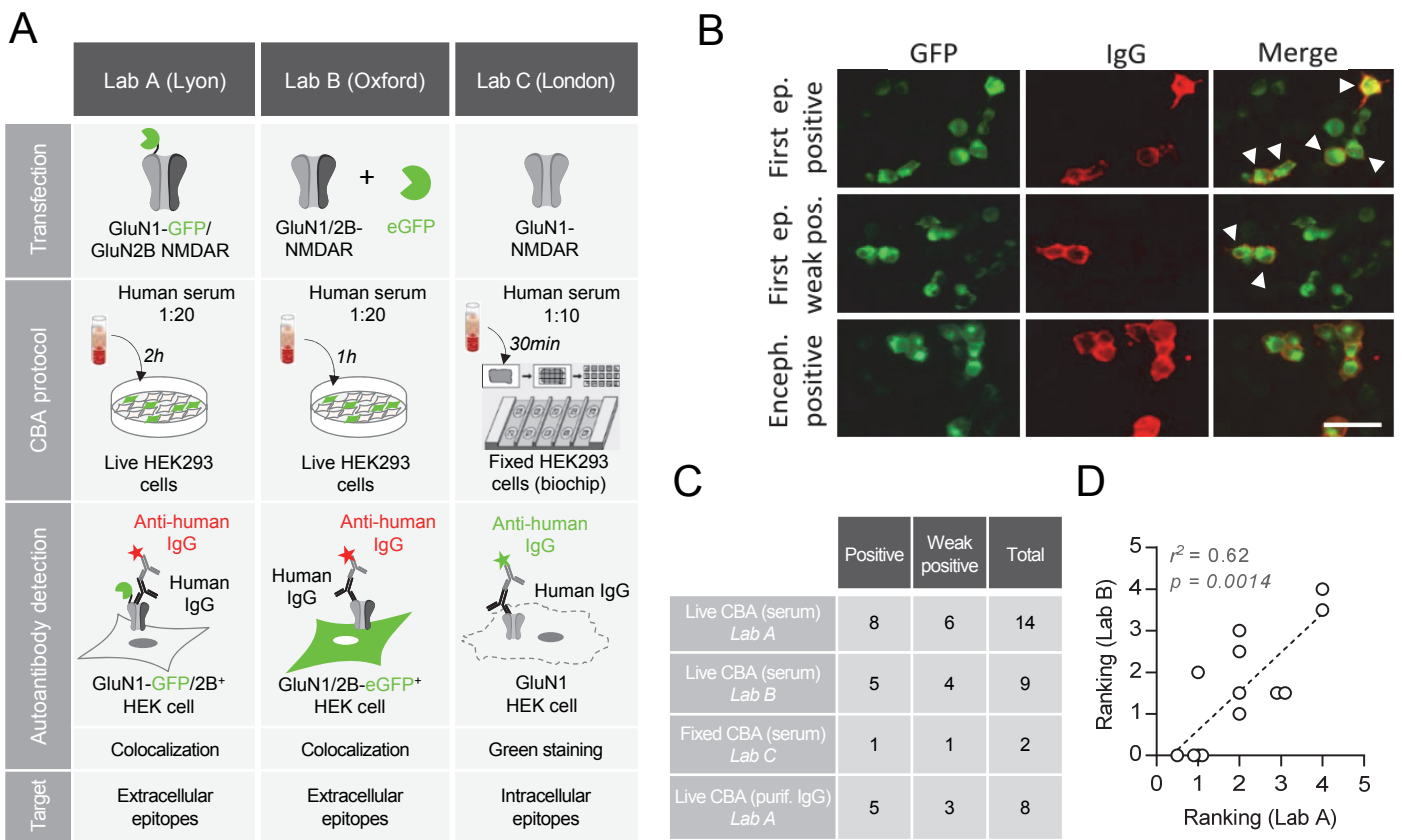 A
Lab A (Lyon)
Lab B (Oxford)
Lab C (London)
Transfection
GluN1-GFP/
GluN2B NMDAR
GluN1/2B-
NMDAR
+
eGFP
GluN1-
NMDAR
CBA protocol
Human serum
1:20
2h
Live HEK293
cells
Human serum
1:20
1h
Live HEK293
cells
Human serum
1:10
30min
Fixed HEK293
cells (biochip)
Autoantibody detection
Anti-human
IgG
Human
IgG
GluN1-GFP/2B+
HEK cell
Anti-human
IgG
Human
IgG
GluN1/2B-eGFP+
HEK cell
Anti-human
IgG
Human IgG
GluN1
HEK cell
Colocalization
Colocalization
Green staining
Target
Extracellular
epitopes
Extracellular
epitopes
Intracellular
epitopes
B
GFP
IgG
Merge
First ep.
positive
First ep.
weak pos.
Enceph.
positive
C
Positive
Weak
positive
Total
Live CBA (serum)
Lab A
8
6
14
Live CBA (serum)
Lab B
5
4
9
Fixed CBA (serum)
Lab C
1
1
2
Live CBA (purif. IgG)
Lab A
5
3
8
D
r2 = 0.62
p = 0.0014
Ranking (Lab B)
5
4
3
2
1
0
0 1 2 3 4 5
Ranking (Lab A)